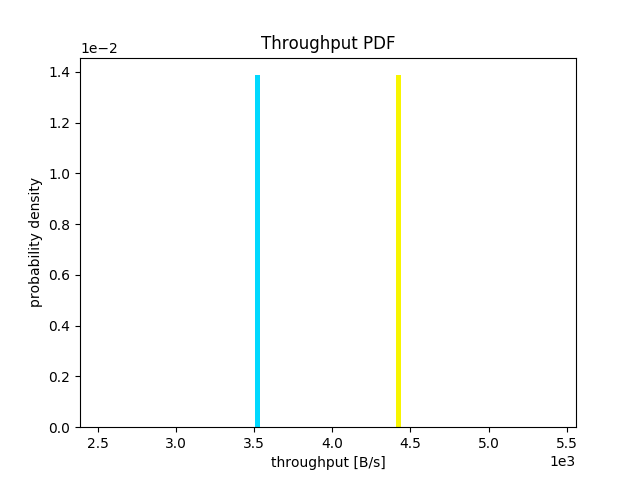 Throughput PDF
1e−2
1.4
1.2
1.0
0.8
0.6
0.4
0.2
0.0
probability density
2.5 3.0 3.5 4.0 4.5 5.0 5.5
1e3
throughput [B/s]